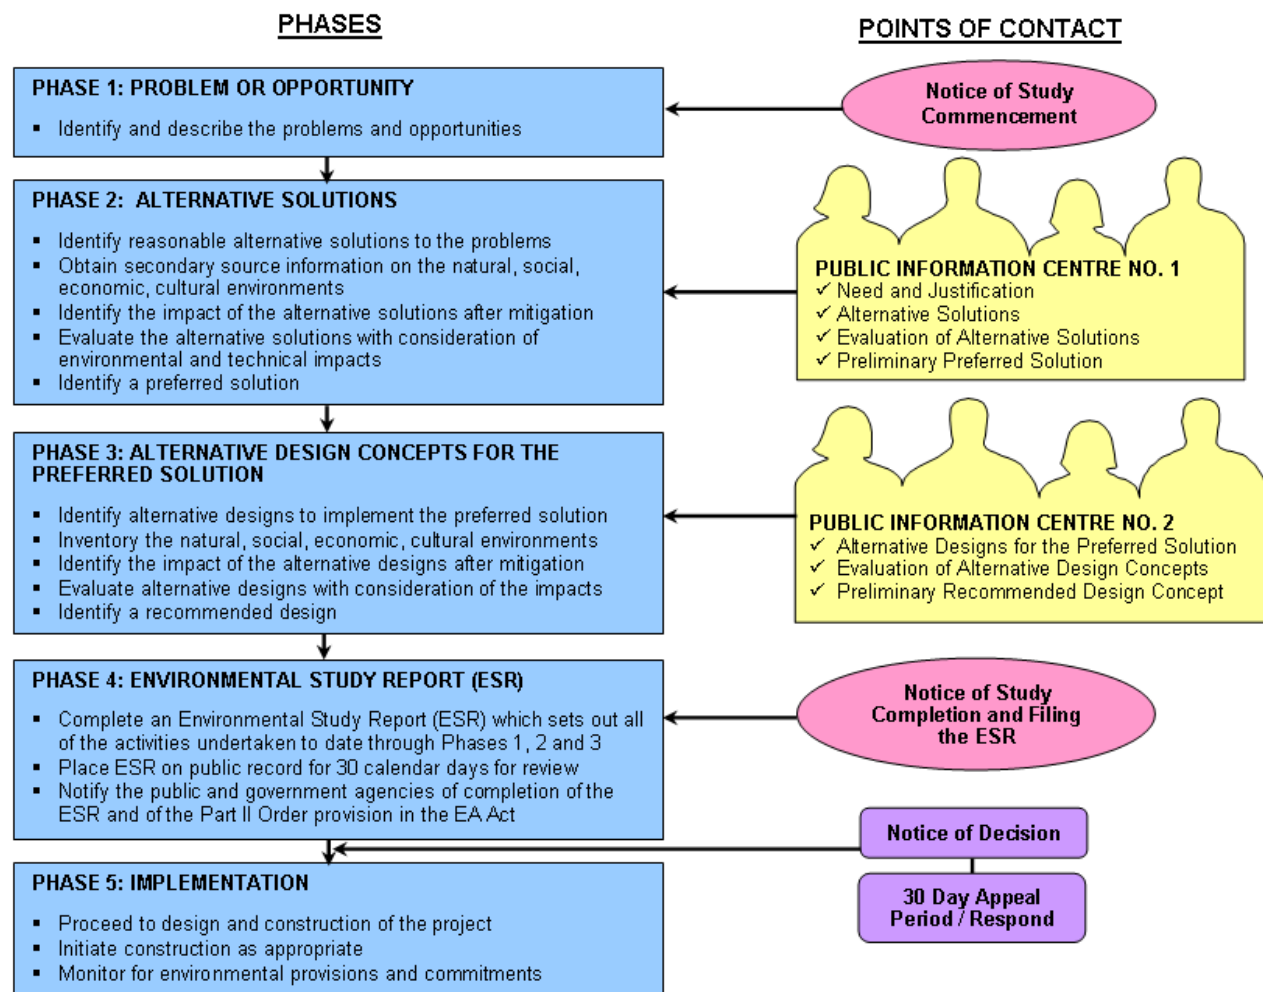 PHASES
POINTS OF CONTACT
PHASE 1: PROBLEM OR OPPORTUNITY
▪ Identify and describe the problems and opportunities
Notice of Study
Commencement
PHASE 2:  ALTERNATIVE SOLUTIONS
▪ Identify reasonable alternative solutions to the problems
▪ Obtain secondary source information on the natural, social,
economic, cultural environments
▪ Identify the impact of the alternative solutions after mitigation
▪ Evaluate the alternative solutions with consideration of
environmental and technical impacts
▪ Identify a preferred solution
PUBLIC INFORMATION CENTRE NO. 1
✓ Need and Justification
✓ Alternative Solutions
✓ Evaluation of Alternative Solutions
✓ Preliminary Preferred Solution
PHASE 3: ALTERNATIVE DESIGN CONCEPTS FOR THE
PREFERRED SOLUTION
▪ Identify alternative designs to implement the preferred solution
▪ Inventory the natural, social, economic, cultural environments
▪ Identify the impact of the alternative designs after mitigation
▪ Evaluate alternative designs with consideration of the impacts
▪ Identify a recommended design
PUBLIC INFORMATION CENTRE NO. 2
✓ Alternative Designs for the Preferred Solution
✓ Evaluation of Alternative Design Concepts
✓ Preliminary Recommended Design Concept
PHASE 4: ENVIRONMENTAL STUDY REPORT (ESR)
▪ Complete an Environmental Study Report (ESR) which sets out all
of the activities undertaken to date through Phases 1, 2 and 3
▪ Place ESR on public record for 30 calendar days for review
▪ Notify the public and government agencies of completion of the
ESR and of the Part II Order provision in the EA Act
Notice of Study
Completion and Filing
the ESR
Notice of Decision
30 Day Appeal
Period / Respond
PHASE 5: IMPLEMENTATION
▪ Proceed to design and construction of the project
▪ Initiate construction as appropriate
▪ Monitor for environmental provisions and commitments